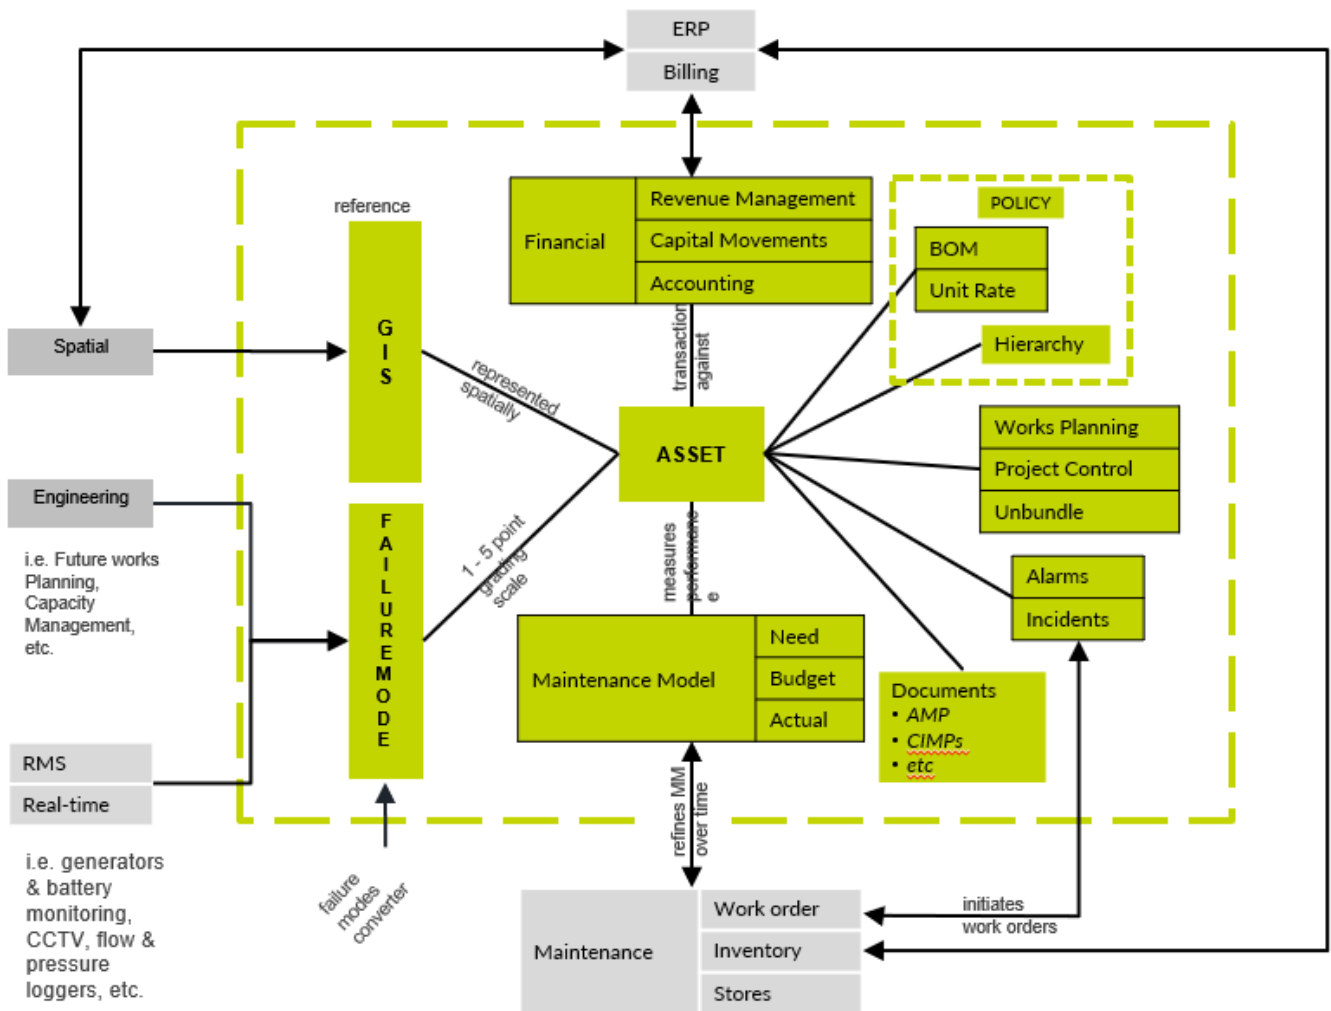 ERP
Billing
reference
Financial
Revenue Management
Capital Movements
Accounting
POLICY
BOM
Unit Rate
Hierarchy
G
I
S
Spatial
represented
spatially
transaction
against
ASSET
Works Planning
Project Control
Unbundle
Engineering
i.e. Future works
Planning,
Capacity
Management,
etc.
F
A
I
L
U
R
E
M
O
D
E
1 - 5 point
grading
scale
measures
performanc
e
Alarms
Incidents
Maintenance Model
Need
Budget
Actual
Documents
• AMP
• CIMPs
• etc
RMS
Real-time
i.e. generators
& battery
monitoring,
CCTV, flow &
pressure
loggers, etc.
failure
modes
converter
refines MM
over time
Maintenance
Work order
Inventory
Stores
initiates
work orders